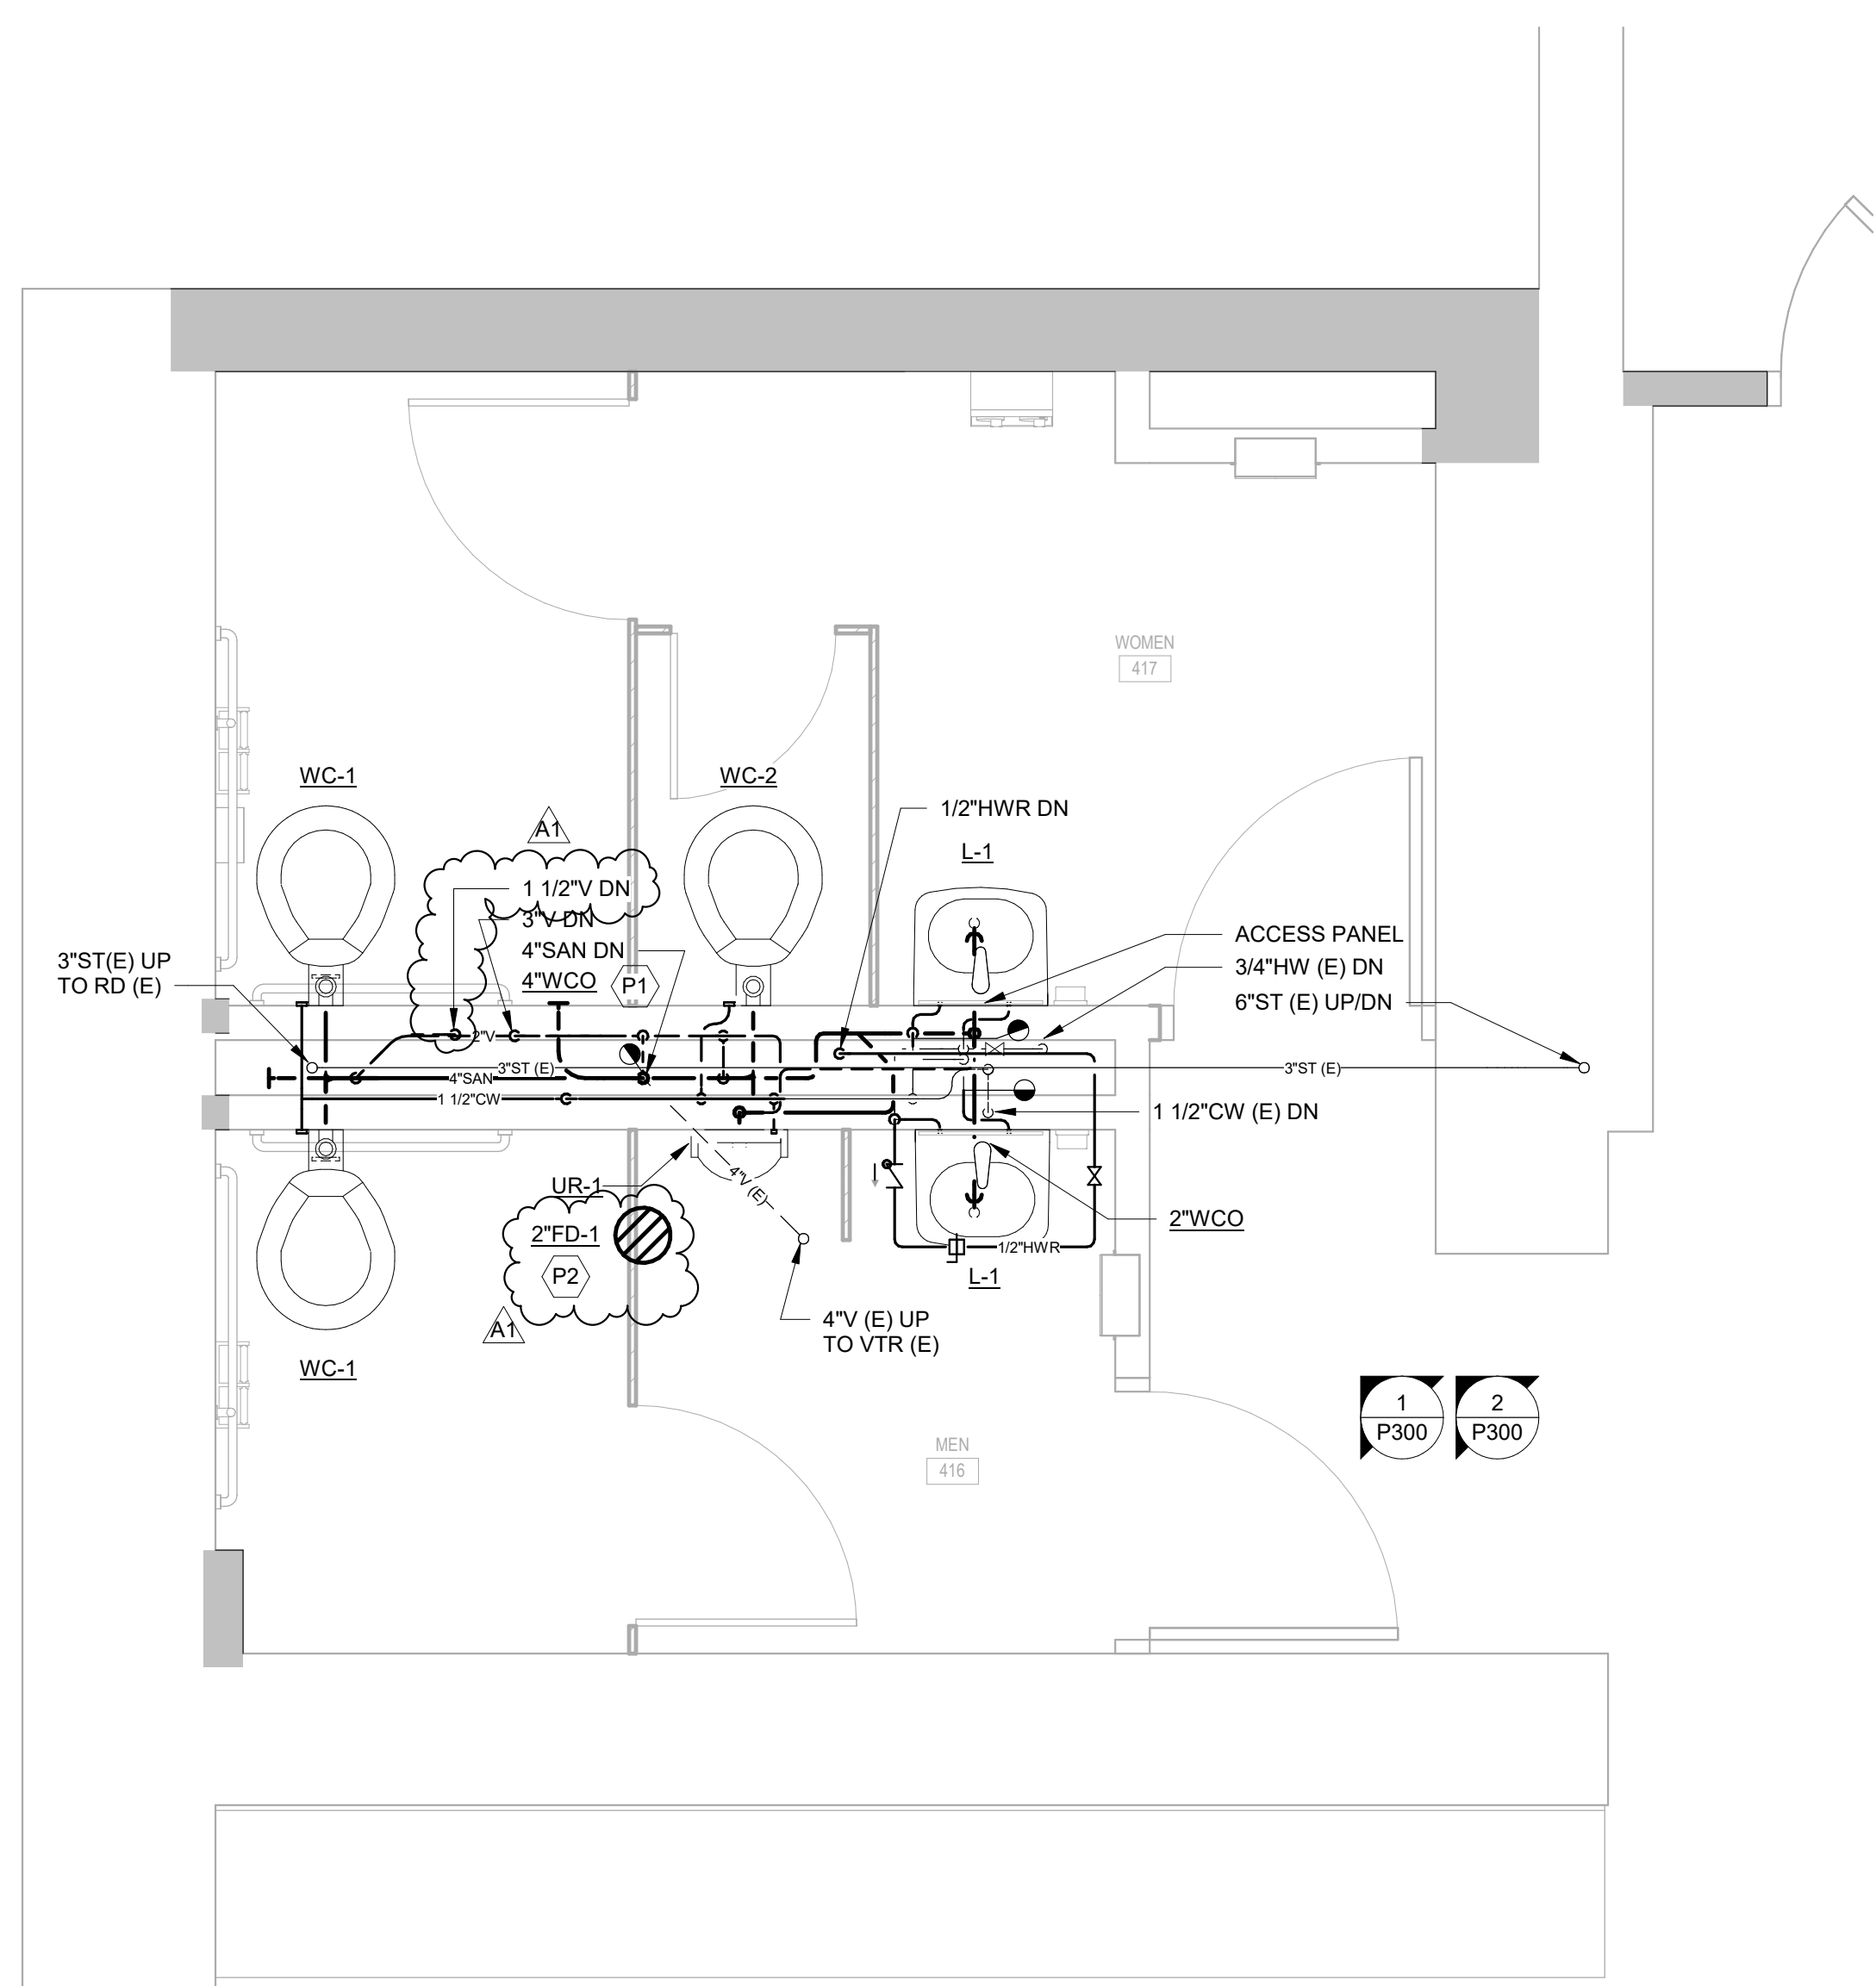 WOMEN
417
WC-1
WC-2
A1
1/2"HWR DN
L-1
1 1/2"V DN
3"V DN
4"SAN DN
4"WCO
P1
ACCESS PANEL
3/4"HW (E) DN
6"ST (E) UP/DN
3"ST(E) UP
TO RD (E)
2"V
3"ST (E)
3"ST (E)
4"SAN
1 1/2"CW
1 1/2"CW (E) DN
UR-1
4"V (E)
2"FD-1
P2
2"WCO
1/2"HWR
L-1
A1
4"V (E) UP
TO VTR (E)
WC-1
1
P300
2
P300
MEN
416